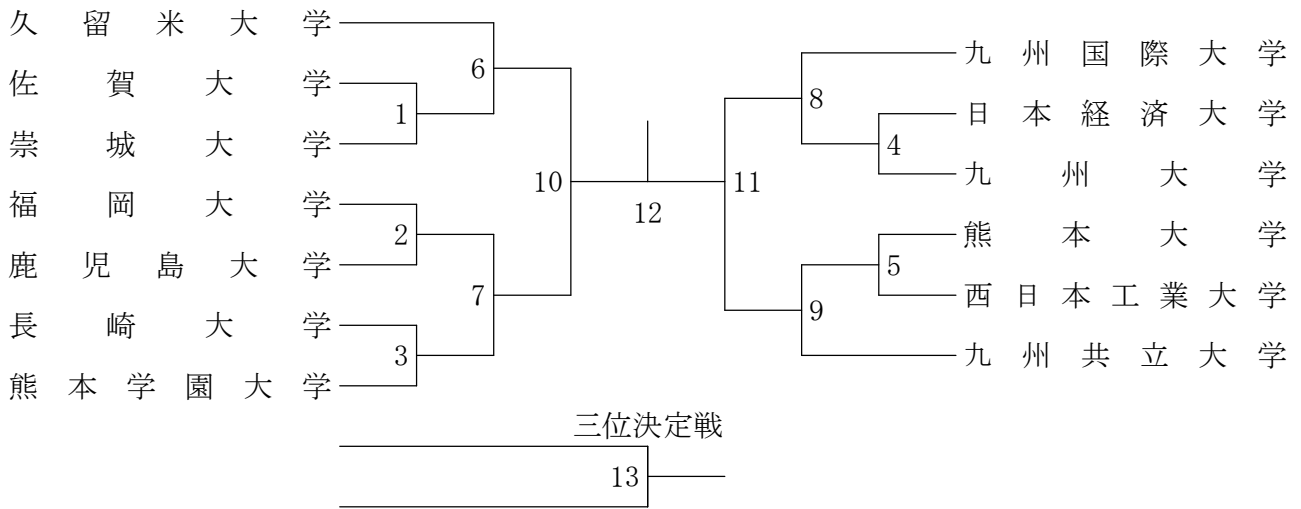 久留米大学
佐賀大学
崇城大学
福岡大学
鹿児島大学
長崎大学
熊本学園大学
1
2
3
6
7
10
12
11
8
9
4
5
九州国際大学
日本経済大学
九州大学
熊本大学
西日本工業大学
九州共立大学
三位決定戦
13